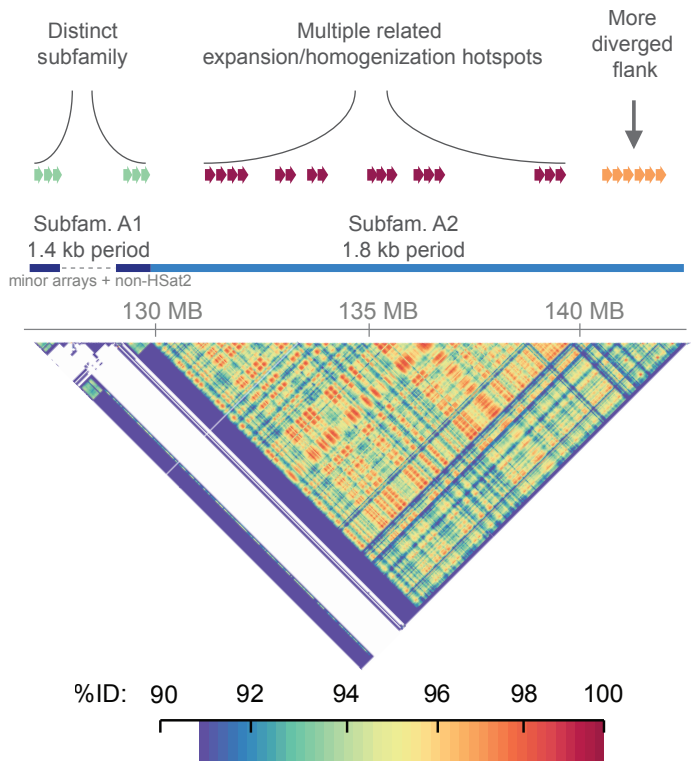 Distinct
subfamily
Multiple related
expansion/homogenization hotspots
More
diverged
flank
Subfam. A1
1.4 kb period
Subfam. A2
1.8 kb period
minor arrays + non-HSat2
130 MB
135 MB
140 MB
%ID: 90 92 94 96 98 100